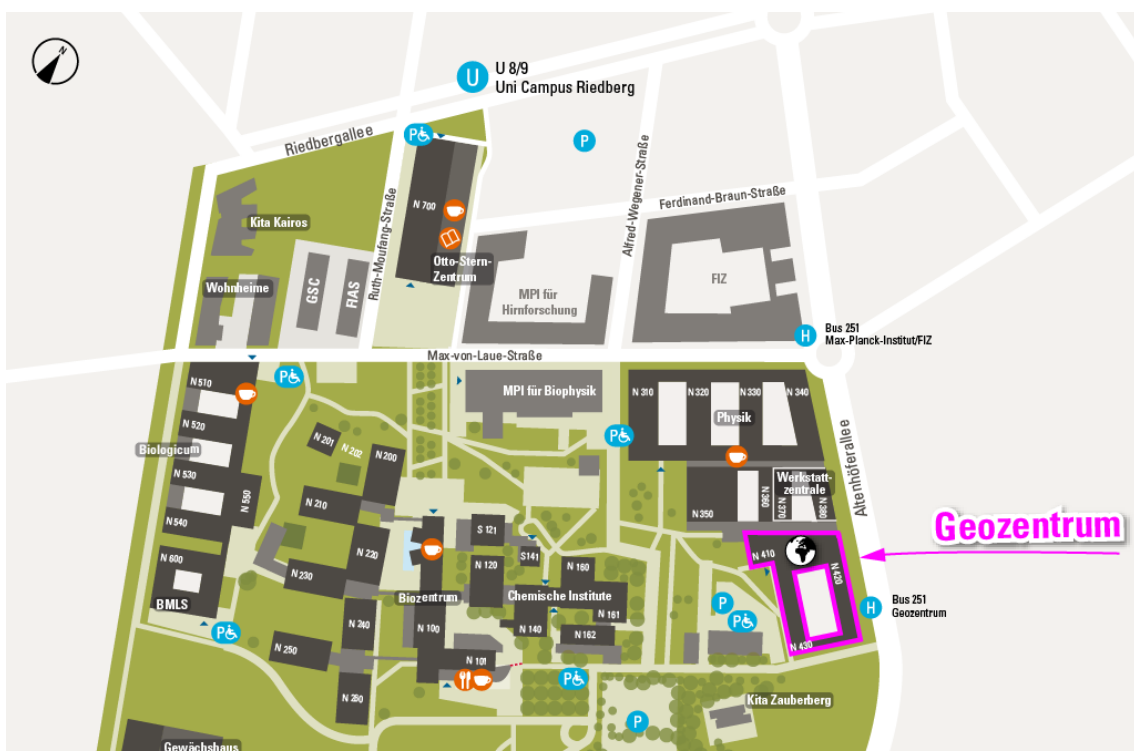 N
U
U 8/9
Uni Campus Riedberg
Riedbergallee
P
P
Alfred-Wegener-Straße
Ruth-Moufang-Straße
Ferdinand-Braun-Straße
N 700
Kita Kairos
Otto-Stern-
Zentrum
GSC
FIAS
Wohnheime
MPI für
Hirnforschung
FIZ
H
Bus 251
Max-Planck-Institut/FIZ
Max-von-Laue-Straße
N 510
P
MPI für Biophysik
N 310
N 320
N 330
N 340
Physik
N 520
Biologicum
N 201
N 202
N 200
P
Altenhöferallee
N 530
N 550
Werkstatt-
zentrale
N 360
N 370
N 380
N 540
N 210
N 350
S 121
Geozentrum
N 600
N 220
S141
N 410
N 420
N 230
N 120
N 160
BMLS
Biozentrum
Chemische Institute
P
P
H
Bus 251
Geozentrum
N 161
P
N 240
N 100
N 140
N 162
N 430
N 250
N 101
P
N 260
Kita Zauberberg
P
Gewächshaus